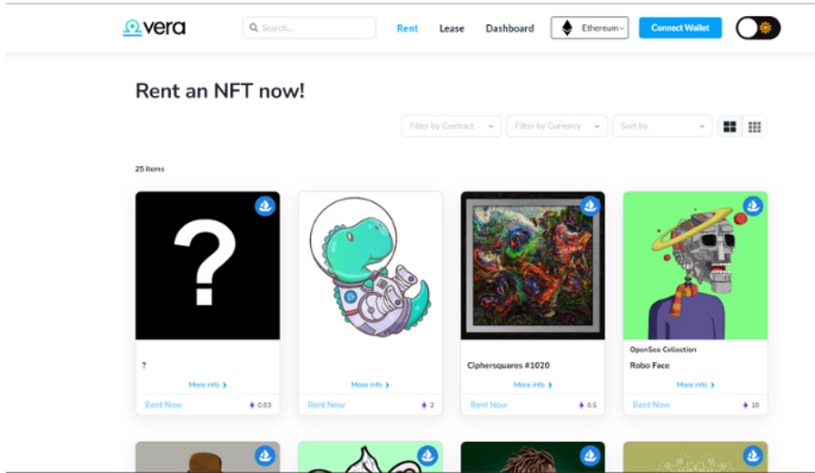 vera
Search...
Rent
Lease
Dashboard
Ethereum
Connect Wallet
Rent an NFT now!
Filter by Contract
Filter by Currency
Sort by
25 items
?
?
More info
Rent Now
0.03
More info
Rent Now
2
Ciphersquares #1020
More info
Rent Now
0.5
OpenSea Collection
Robo Face
More info
Rent Now
10